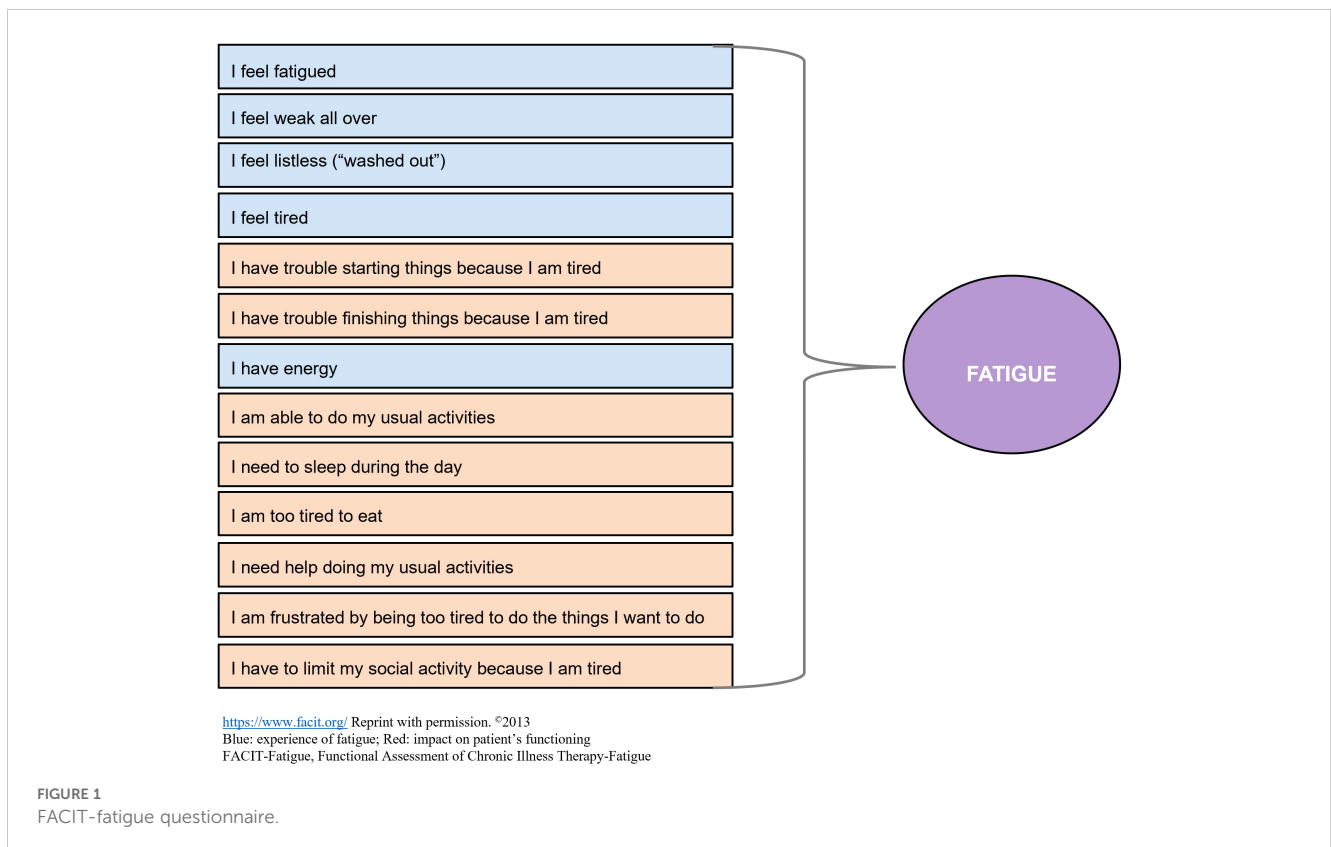 I feel fatigued
I feel weak all over
I feel listless (“washed out”)
I feel tired
I have trouble starting things because I am tired
I have trouble finishing things because I am tired
I have energy
I am able to do my usual activities
I need to sleep during the day
I am too tired to eat
I need help doing my usual activities
I am frustrated by being too tired to do the things I want to do
I have to limit my social activity because I am tired
FATIGUE
https://www.facit.org/ Reprint with permission. ©2013
Blue: experience of fatigue; Red: impact on patient’s functioning
FACIT-Fatigue, Functional Assessment of Chronic Illness Therapy-Fatigue
FIGURE 1
FACIT-fatigue questionnaire.